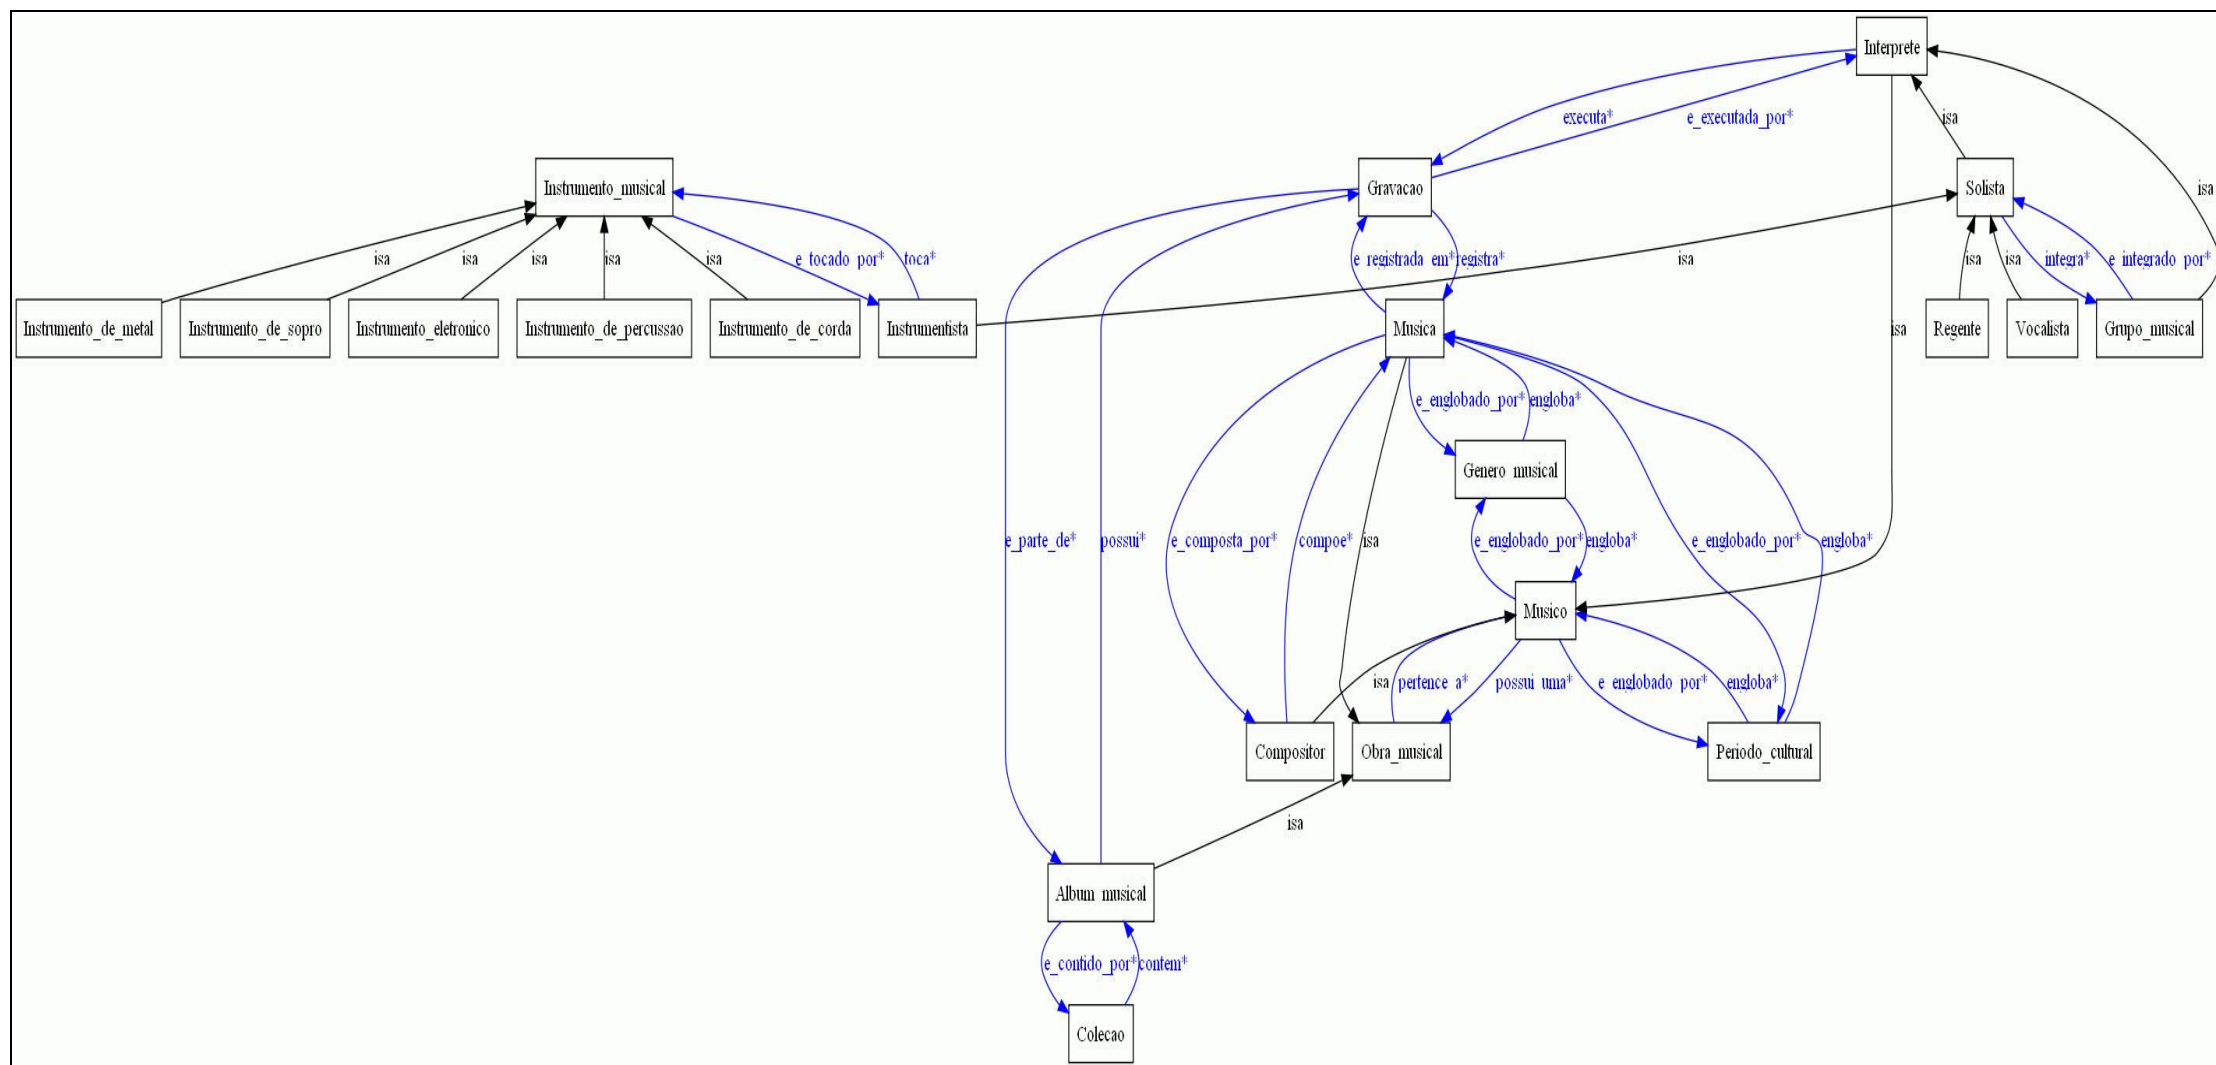 Interprete
executa*
e_executada_por*
isa
Instrumento_musical
Gravacao
Solista
isa
isa
isa
isa
isa
isa
isa
e_tocado_por*
toca*
e_registrada_em*
registra*
isa
isa
isa
integra*
e_integrado_por*
Instrumento_de_metal
Instrumento_de_sopro
Instrumento_eletronico
Instrumento_de_percussao
Instrumento_de_corda
Instrumentista
Musica
isa
Regente
Vocalista
Grupo_musical
e_englobado_por*
engloba*
Genero_musical
e_parte_de*
possui*
e_composta_por*
compoe*
isa
e_englobado_por*
engloba*
e_englobado_por*
engloba*
Musico
isa
pertence_a*
possui_uma*
e_englobado_por*
engloba*
Compositor
Obra_musical
Periodo_cultural
isa
Album_musical
e_contido_por*
contem*
Colecao